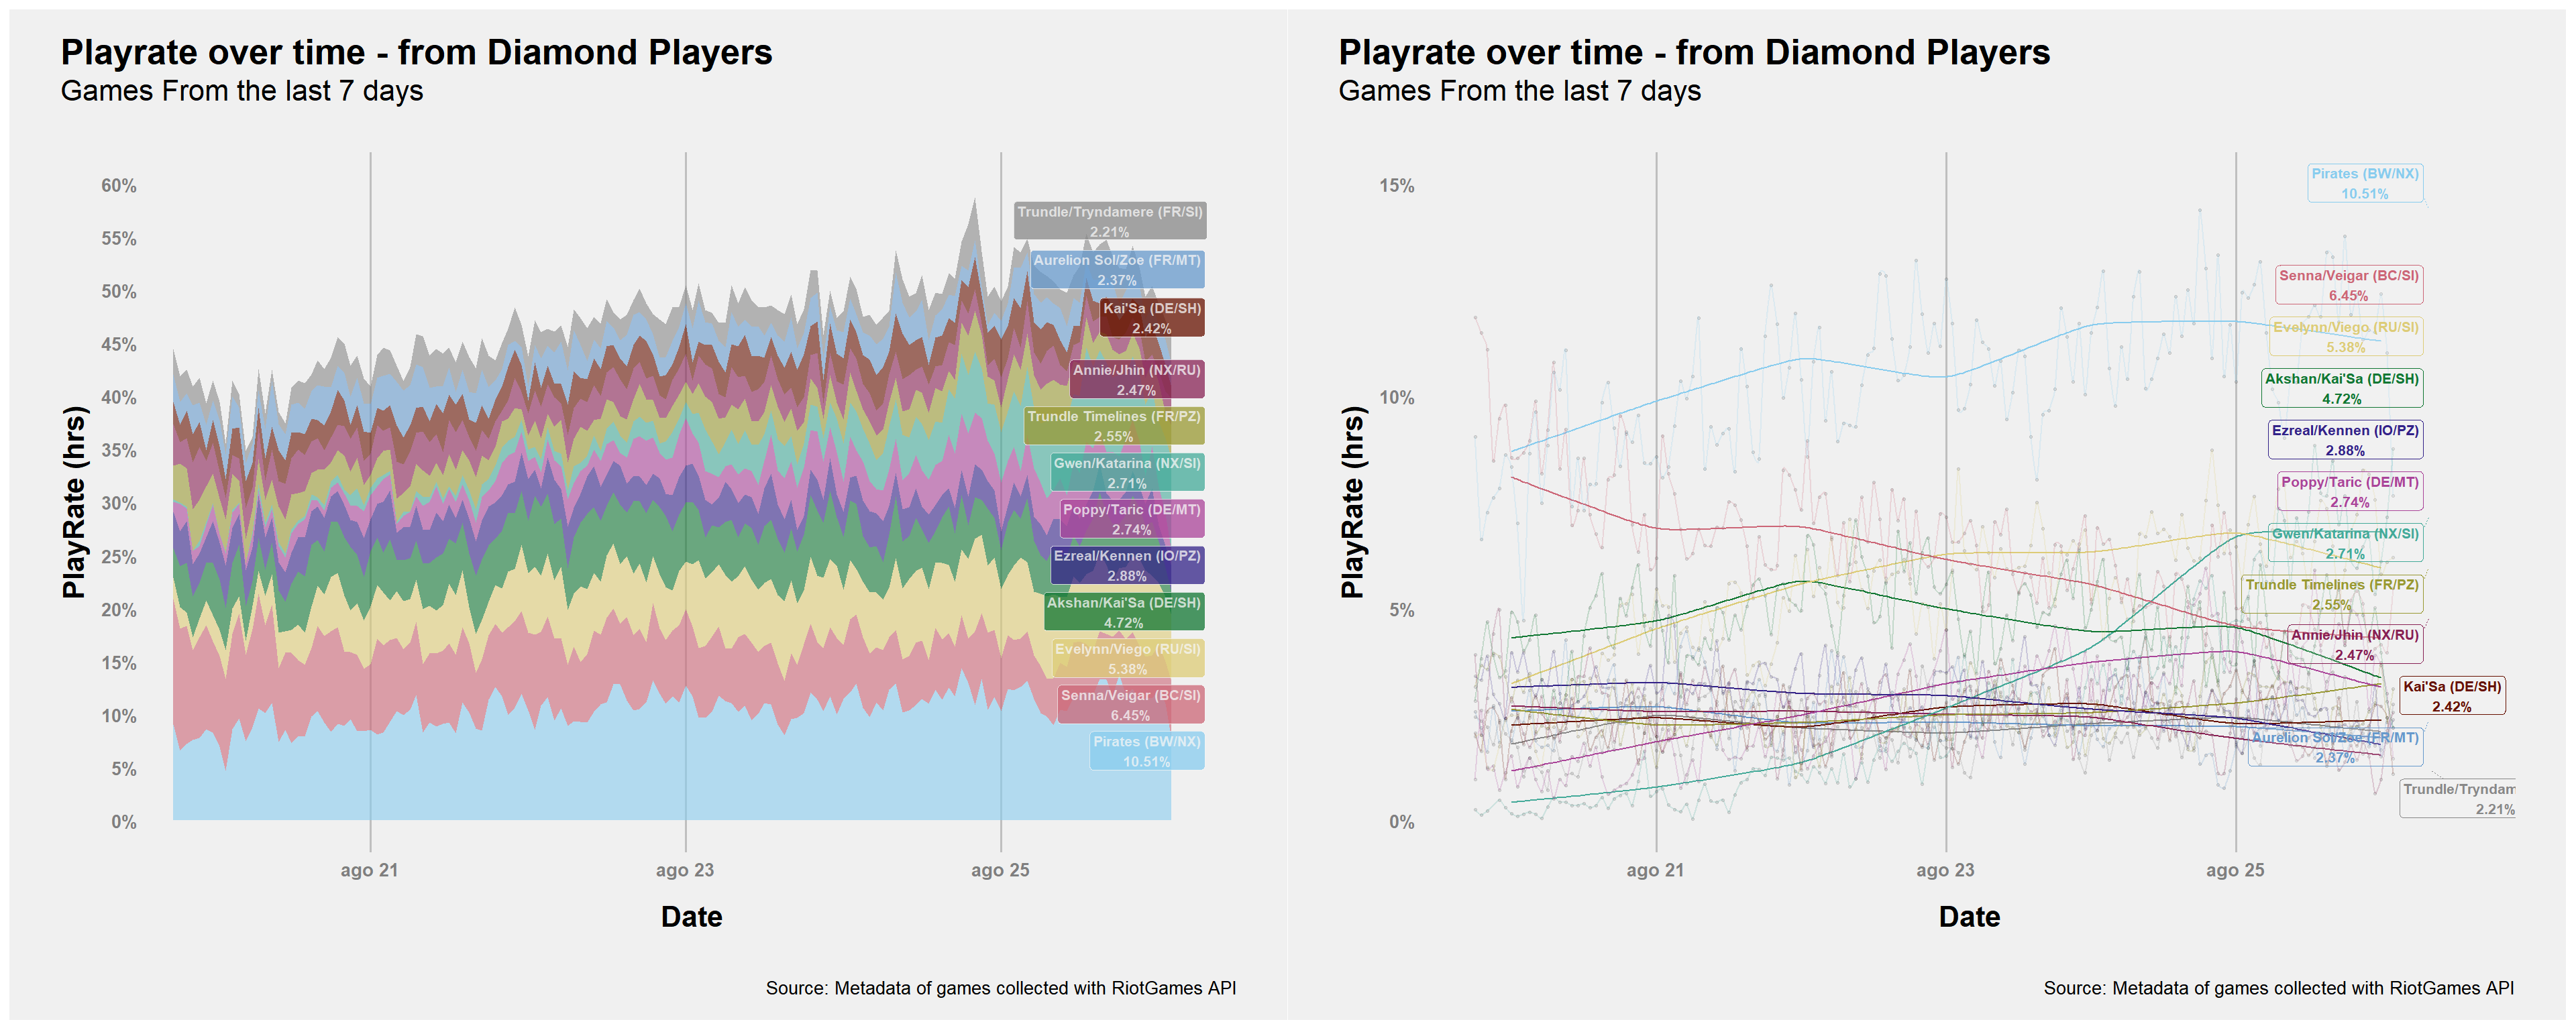 Playrate over time - from Diamond Players
Games From the last 7 days
60%
55%
50%
45%
40%
35%
30%
25%
20%
15%
10%
5%
0%
PlayRate (hrs)
Trundle/Tryndamere (FR/SI)
2.21%
Aurelion Sol/Zoe (FR/MT)
2.37%
Kai'Sa (DE/SH)
2.42%
Annie/Jhin (NX/RU)
2.47%
Trundle Timelines (FR/PZ)
2.55%
Gwen/Katarina (NX/SI)
2.71%
Poppy/Taric (DE/MT)
2.74%
Ezreal/Kennen (IO/PZ)
2.88%
Akshan/Kai'Sa (DE/SH)
4.72%
Evelynn/Viego (RU/SI)
5.38%
Senna/Veigar (BC/SI)
6.45%
Pirates (BW/NX)
10.51%
ago 21
ago 23
ago 25
Date
Source: Metadata of games collected with RiotGames API
Playrate over time - from Diamond Players
Games From the last 7 days
15%
10%
5%
0%
PlayRate (hrs)
Pirates (BW/NX)
10.51%
Senna/Veigar (BC/SI)
6.45%
Evelynn/Viego (RU/SI)
5.38%
Akshan/Kai'Sa (DE/SH)
4.72%
Ezreal/Kennen (IO/PZ)
2.88%
Poppy/Taric (DE/MT)
2.74%
Gwen/Katarina (NX/SI)
2.71%
Trundle Timelines (FR/PZ)
2.55%
Annie/Jhin (NX/RU)
2.47%
Kai'Sa (DE/SH)
2.42%
Aurelion Sol/Zoe (FR/MT)
2.37%
Trundle/Tryndam
2.21%
ago 21
ago 23
ago 25
Date
Source: Metadata of games collected with RiotGames API